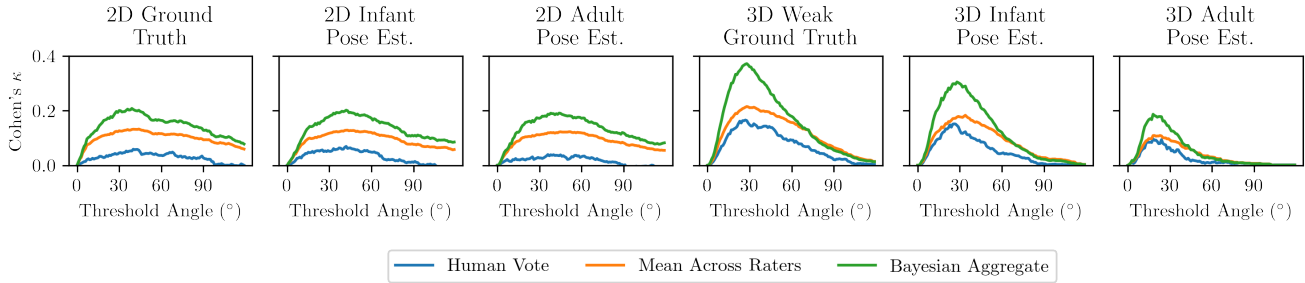 2D Ground
Truth
2D Infant
Pose Est.
2D Adult
Pose Est.
3D Weak
Ground Truth
3D Infant
Pose Est.
3D Adult
Pose Est.
Cohen's κ
0.4
0.2
0.0
0 30 60 90
0 30 60 90
0 30 60 90
0 30 60 90
0 30 60 90
0 30 60 90
Threshold Angle (°)
Threshold Angle (°)
Threshold Angle (°)
Threshold Angle (°)
Threshold Angle (°)
Threshold Angle (°)
Human Vote
Mean Across Raters
Bayesian Aggregate